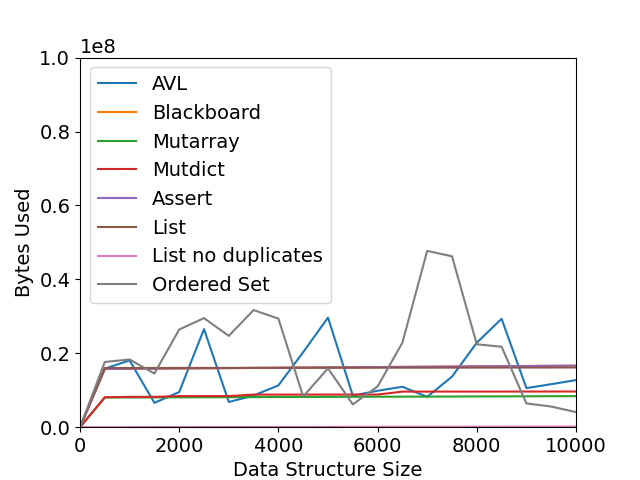 1e8
1.0
0.8
0.6
0.4
0.2
0.0
Bytes Used
AVL
Blackboard
Mutarray
Mutdict
Assert
List
List no duplicates
Ordered Set
0 2000 4000 6000 8000 10000
Data Structure Size